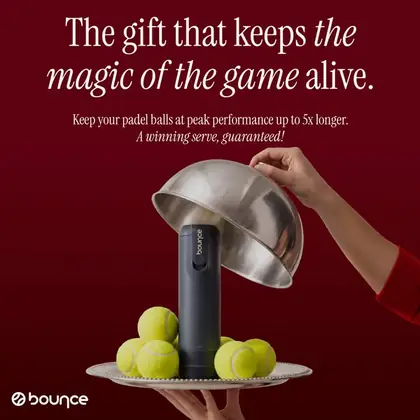 The gift that keeps the
magic of the game alive.
Keep your padel balls at peak performance up to 5x longer.
A winning serve, guaranteed!
bounce
bounce